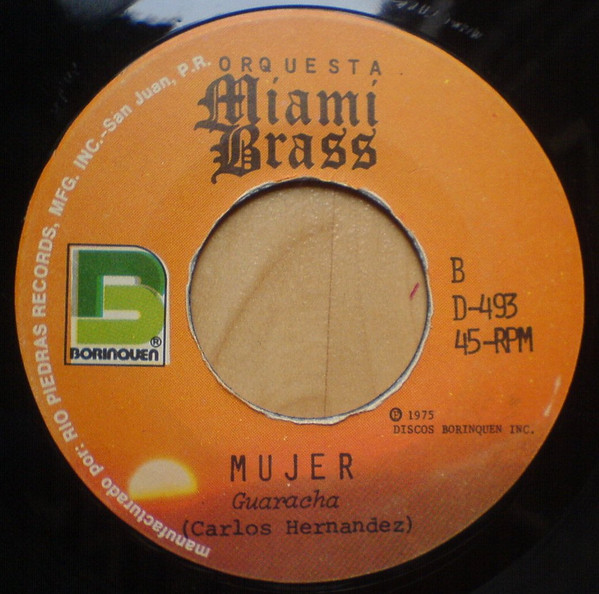 ORQUESTA
Miami
Brass
manufacturado por: RIO PIEDRAS RECORDS, MFG. INC.-San Juan, P.R.
BORINQUEN®
B
D-493
45-RPM
℗ 1975
DISCOS BORINQUEN INC.
MUJER
Guaracha
(Carlos Hernandez)